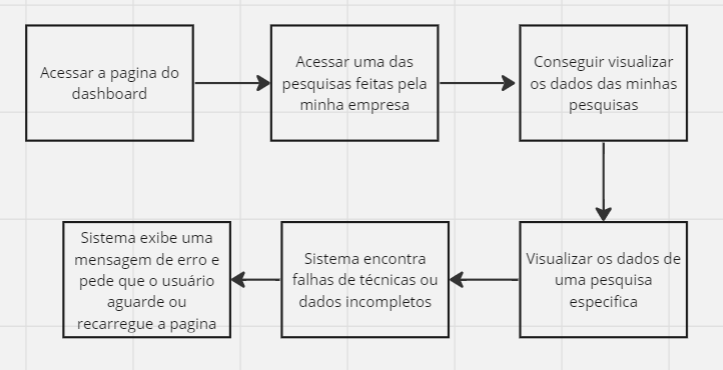 Acessar a pagina do
dashboard
Acessar uma das
pesquisas feitas pela
minha empresa
Conseguir visualizar
os dados das minhas
pesquisas
Visualizar os dados de
uma pesquisa
especifica
Sistema encontra
falhas de técnicas ou
dados incompletos
Sistema exibe uma
mensagem de erro e
pede que o usuário
aguarde ou
recarregue a pagina